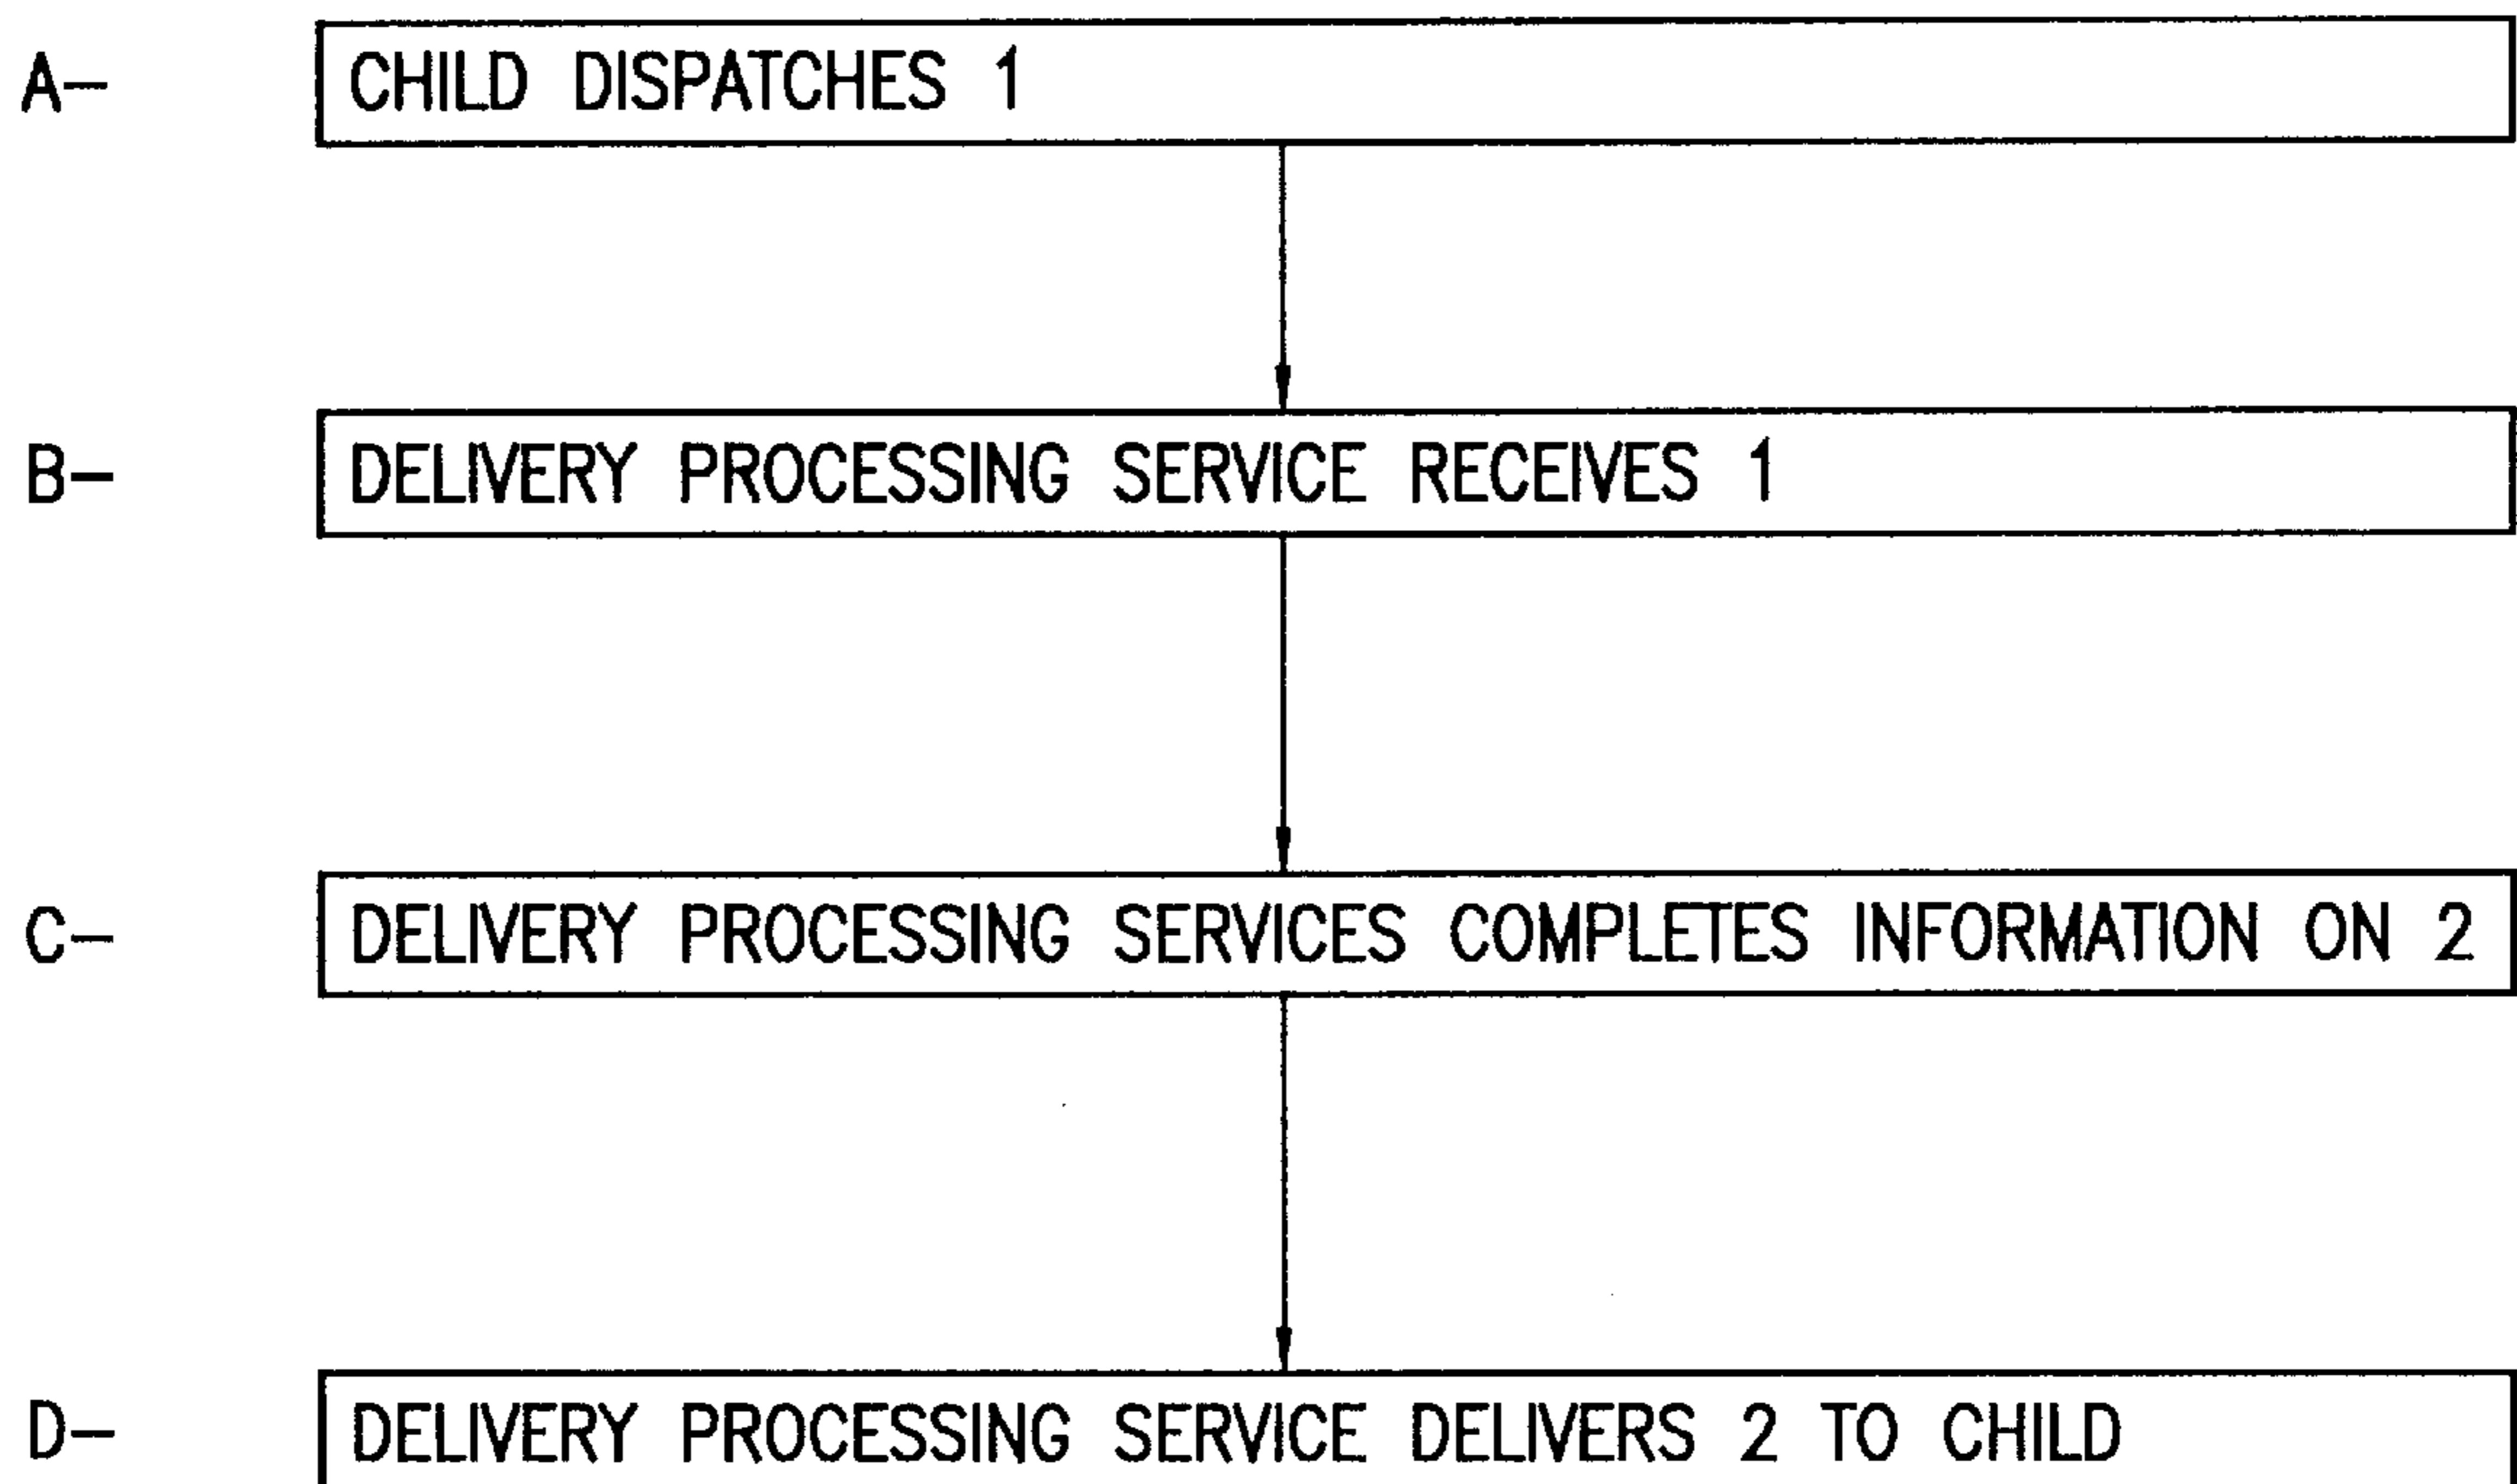 A- CHILD DISPATCHES 1
B- DELIVERY PROCESSING SERVICE RECEIVES 1
C- DELIVERY PROCESSING SERVICES COMPLETES INFORMATION ON 2
D- DELIVERY PROCESSING SERVICE DELIVERS 2 TO CHILD